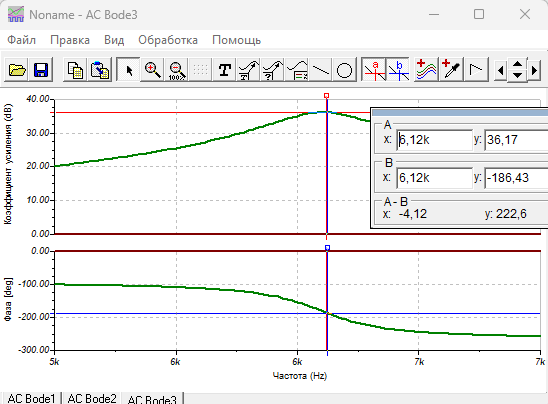 Noname - AC Bode3
Файл Правка Вид Обработка Помощь
100%
T
T
?
a
b
40.00
30.00
20.00
10.00
0.00
Коэффициент усиления (dB)
A
x: 6,12k y: 36,17
B
x: 6,12k y: -186,43
A - B
x: -4,12 y: 222,6
0.00
-100.00
-200.00
-300.00
Фаза [deg]
5k 6k 6k 7k 7k
Частота (Hz)
AC Bode1 AC Bode2 AC Bode3